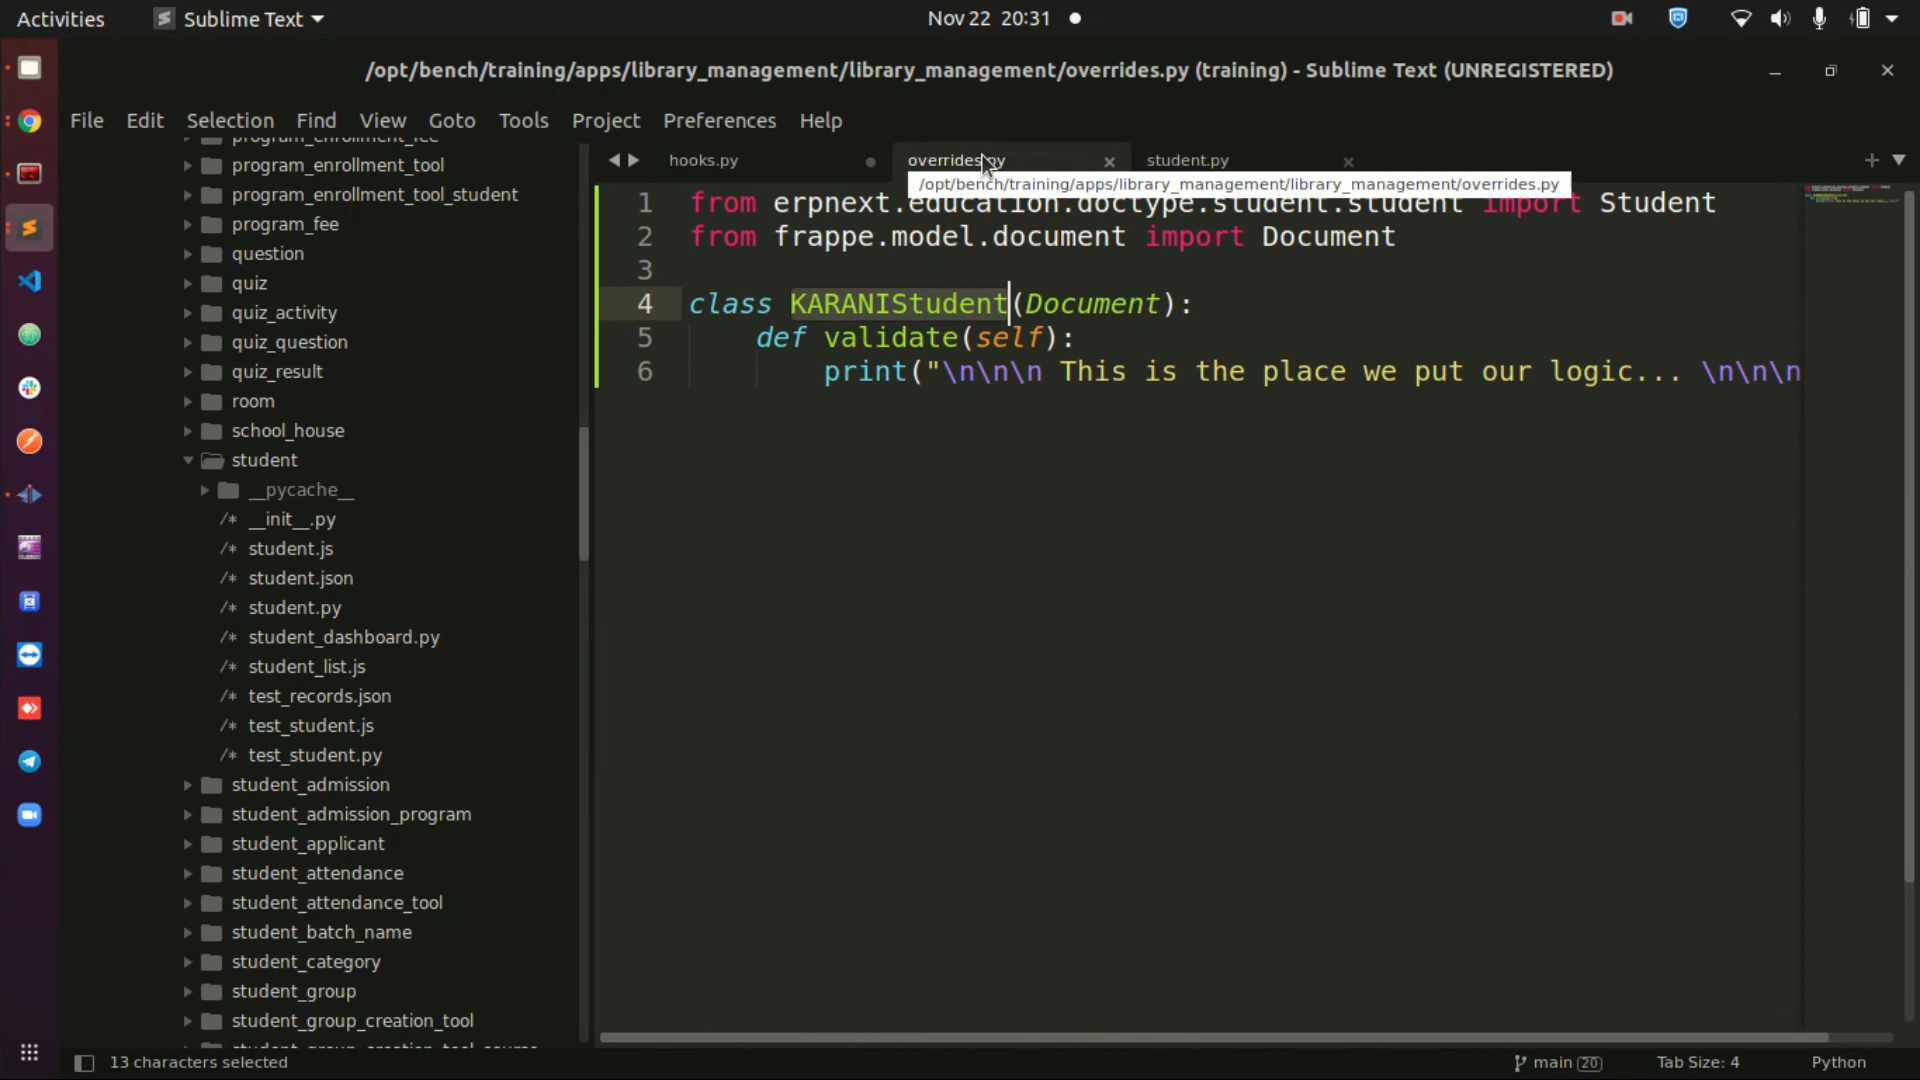 Activities
Sublime Text
Nov 22 20:31
/opt/bench/training/apps/library_management/library_management/overrides.py (training) - Sublime Text (UNREGISTERED)
File Edit Selection Find View Goto Tools Project Preferences Help
program_enrollment_fee
program_enrollment_tool
program_enrollment_tool_student
program_fee
question
quiz
quiz_activity
quiz_question
quiz_result
room
school_house
student
__pycache__
/* __init__.py
/* student.js
/* student.json
/* student.py
/* student_dashboard.py
/* student_list.js
/* test_records.json
/* test_student.js
/* test_student.py
student_admission
student_admission_program
student_applicant
student_attendance
student_attendance_tool
student_batch_name
student_category
student_group
student_group_creation_tool
student_group_creation_tool_course
hooks.py
overrides.py
student.py
/opt/bench/training/apps/library_management/library_management/overrides.py
1 from erpnext.education.doctype.student.student import Student
2 from frappe.model.document import Document
3
4 class KARANIStudent(Document):
5 def validate(self):
6 print("\n\n\n This is the place we put our logic... \n\n\n
13 characters selected
main 20
Tab Size: 4
Python